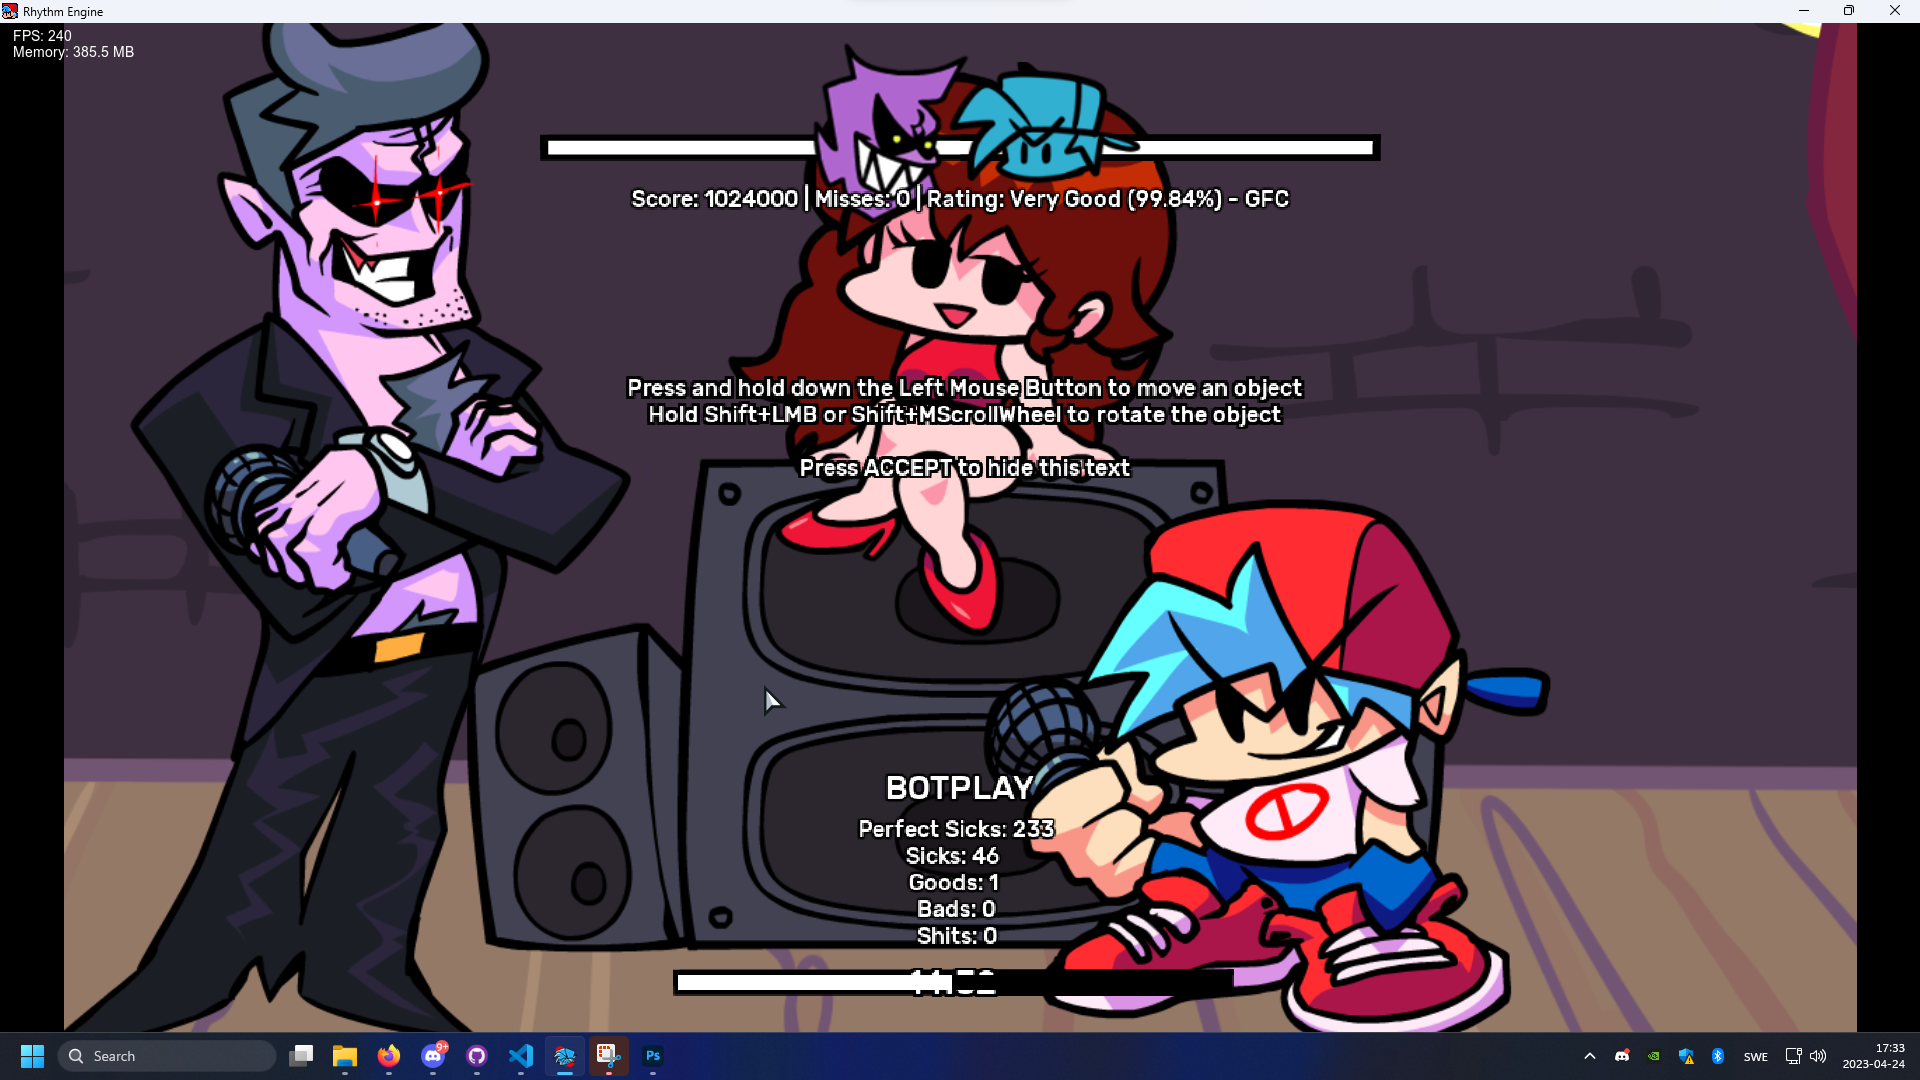 Rhythm Engine
FPS: 240
Memory: 385.5 MB
Score: 1024000 | Misses: 0 | Rating: Very Good (99.84%) - GFC
Press and hold down the Left Mouse Button to move an object
Hold Shift+LMB or Shift+MScrollWheel to rotate the object
Press ACCEPT to hide this text
BOTPLAY
Perfect Sicks: 233
Sicks: 46
Goods: 1
Bads: 0
Shits: 0
Search
9+
Ps
SWE
17:33
2023-04-24